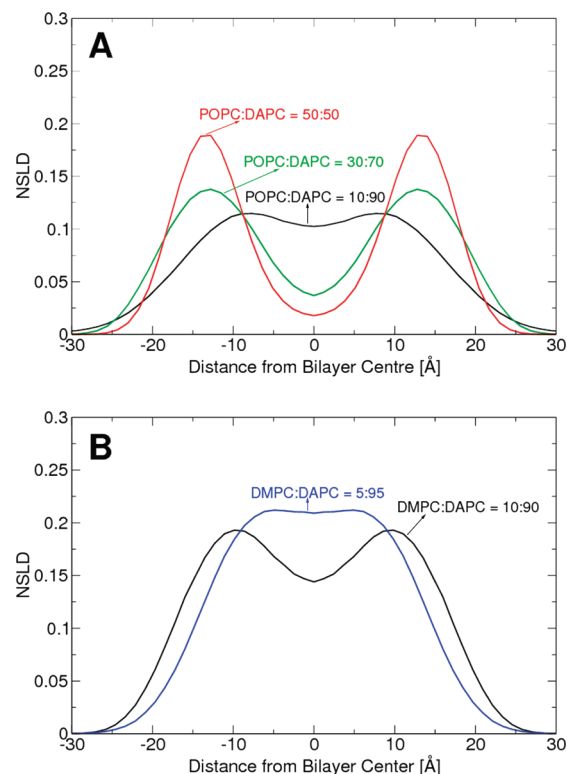 A
0.3
0.25
0.2
0.15
0.1
0.05
0
NSLD
POPC:DAPC = 50:50
POPC:DAPC = 30:70
POPC:DAPC = 10:90
-30 -20 -10 0 10 20 30
Distance from Bilayer Centre [Å]
B
0.3
0.25
0.2
0.15
0.1
0.05
0
NSLD
DMPC:DAPC = 5:95
DMPC:DAPC = 10:90
-30 -20 -10 0 10 20 30
Distance from Bilayer Center [Å]